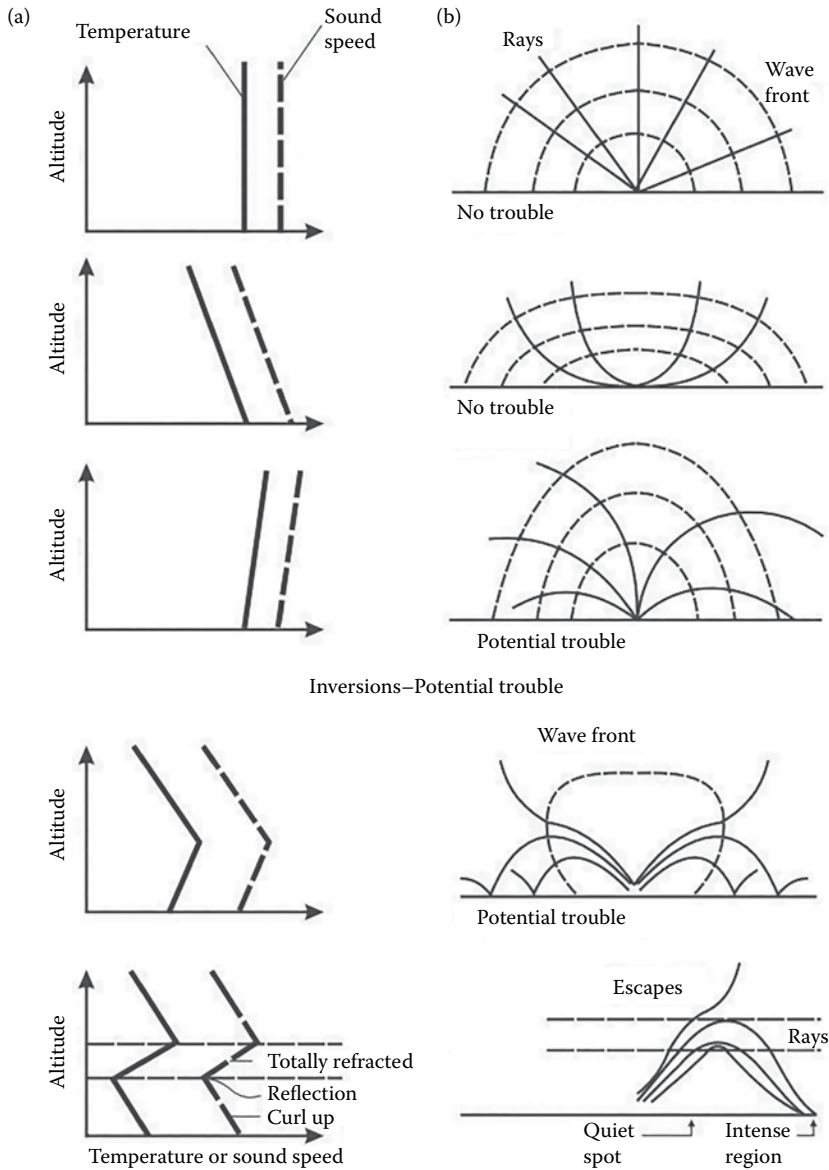 (a)
Temperature
Sound
speed
Altitude
(b)
Rays
Wave
front
No trouble
Altitude
No trouble
Altitude
Potential trouble
Inversions–Potential trouble
Altitude
Wave front
Potential trouble
Altitude
Totally refracted
Reflection
Curl up
Temperature or sound speed
Escapes
Rays
Quiet
spot
Intense
region